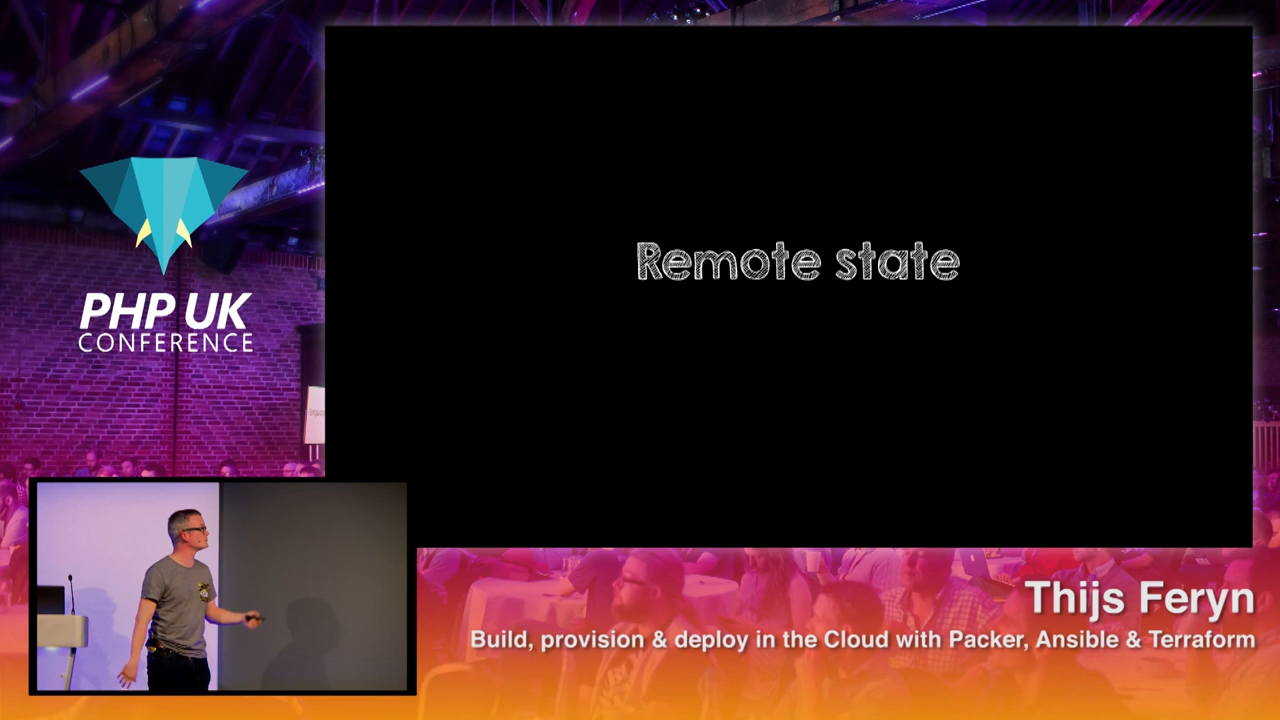 Remote state
PHP UK
CONFERENCE
Thijs Feryn
Build, provision & deploy in the Cloud with Packer, Ansible & Terraform